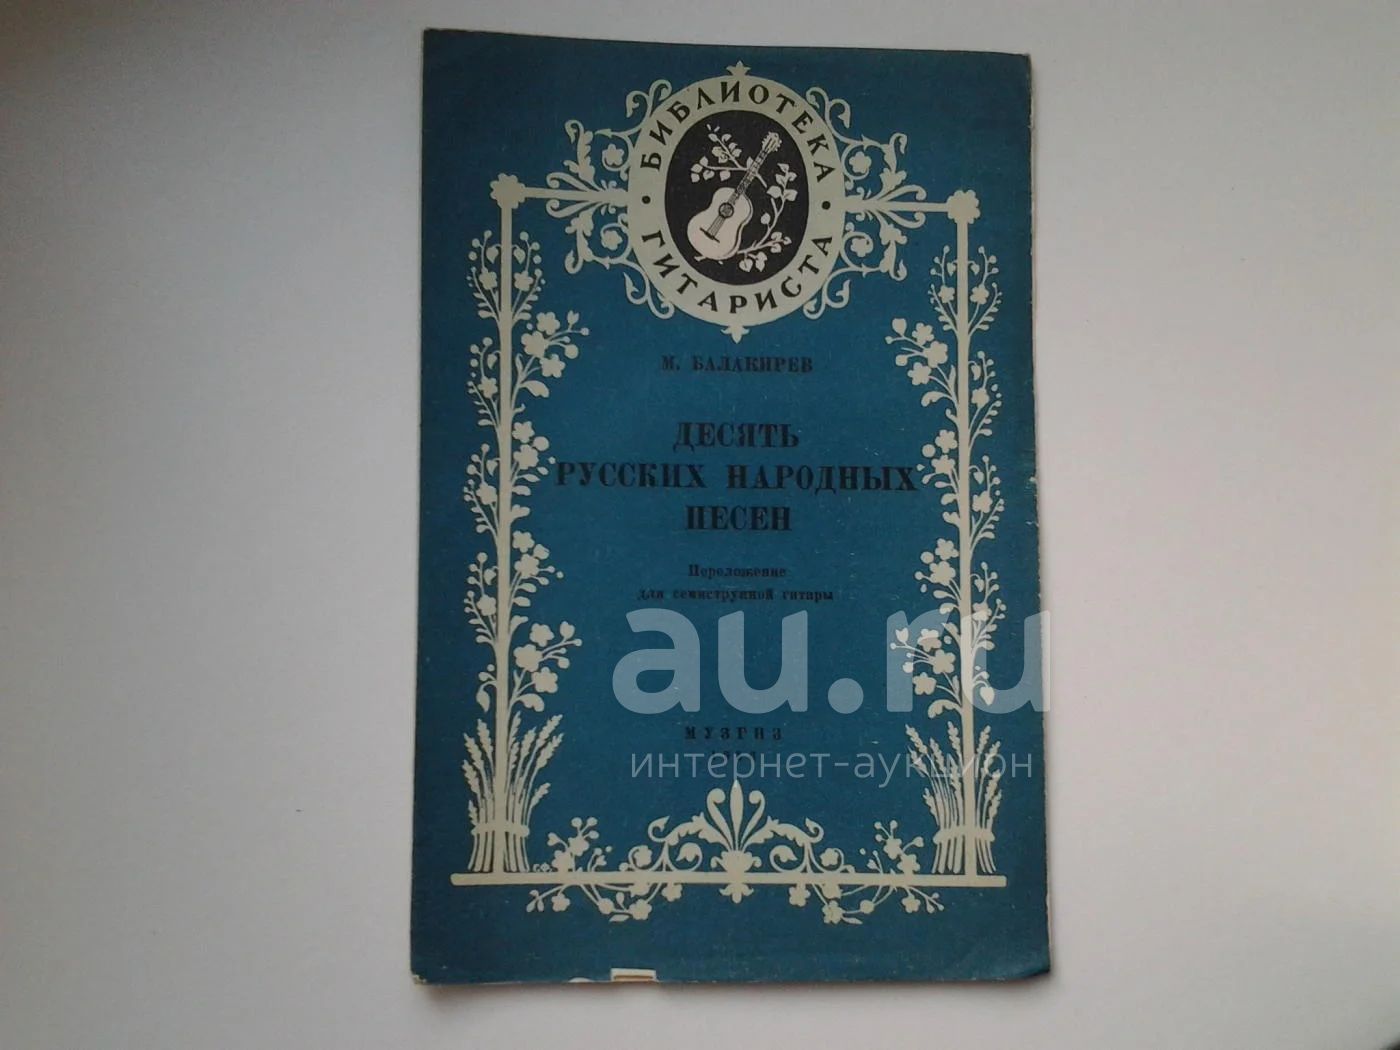 БИБЛИОТЕКА
ГИТАРИСТА
М. БАЛАКИРЕВ
ДЕСЯТЬ
РУССКИХ НАРОДНЫХ
ПЕСЕН
Переложение
для семиструнной гитары
au.ru
МУЗГИЗ
интернет-аукцион